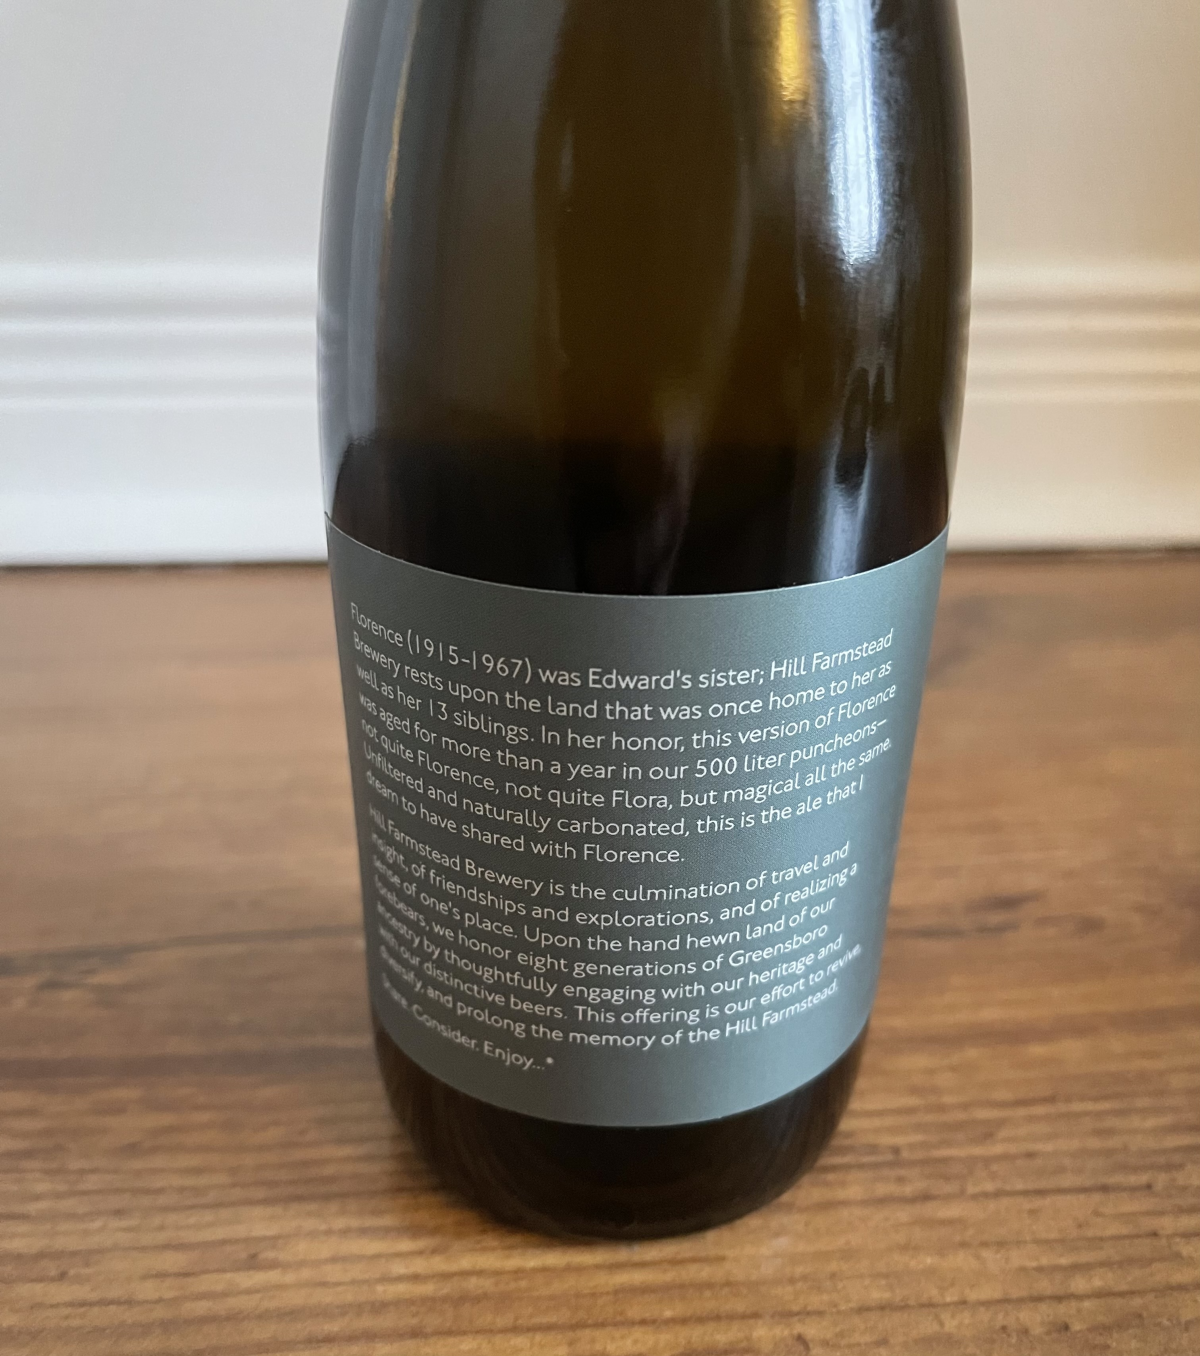 Florence (1915-1967) was Edward's sister; Hill Farmstead
Brewery rests upon the land that was once home to her as
well as her 13 siblings. In her honor, this version of Florence
was aged for more than a year in our 500 liter puncheons—
not quite Florence, not quite Flora, but magical all the same.
Unfiltered and naturally carbonated, this is the ale that I
dream to have shared with Florence.
Hill Farmstead Brewery is the culmination of travel and
insight, of friendships and explorations, and of realizing a
sense of one's place. Upon the hand hewn land of our
forebears, we honor eight generations of Greensboro
ancestry by thoughtfully engaging with our heritage and
with our distinctive beers. This offering is our effort to revive,
diversify, and prolong the memory of the Hill Farmstead.
Share. Consider. Enjoy...*